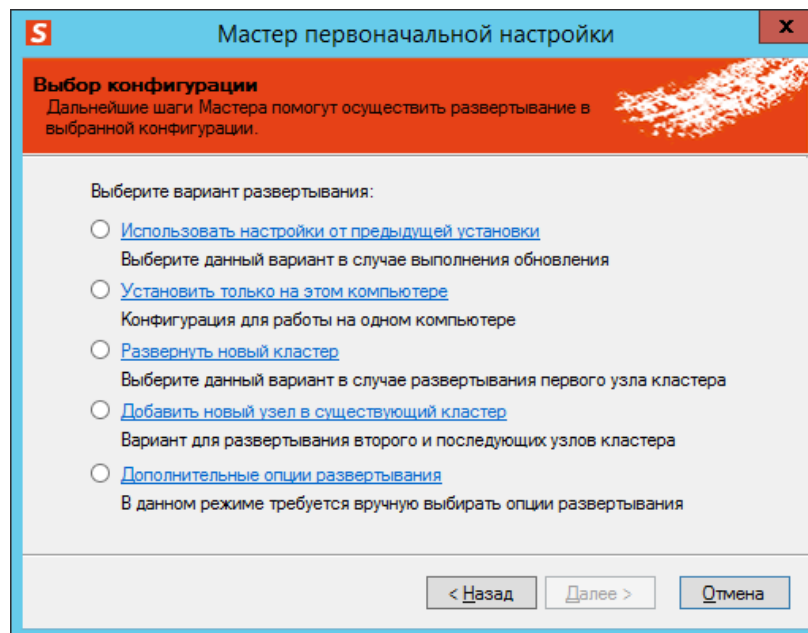 S
Мастер первоначальной настройки
x
Выбор конфигурации
Дальнейшие шаги Мастера помогут осуществить развертывание в
выбранной конфигурации.
Выберите вариант развертывания:
Использовать настройки от предыдущей установки
Выберите данный вариант в случае выполнения обновления
Установить только на этом компьютере
Конфигурация для работы на одном компьютере
Развернуть новый кластер
Выберите данный вариант в случае развертывания первого узла кластера
Добавить новый узел в существующий кластер
Вариант для развертывания второго и последующих узлов кластера
Дополнительные опции развертывания
В данном режиме требуется вручную выбирать опции развертывания
< Назад Далее > Отмена